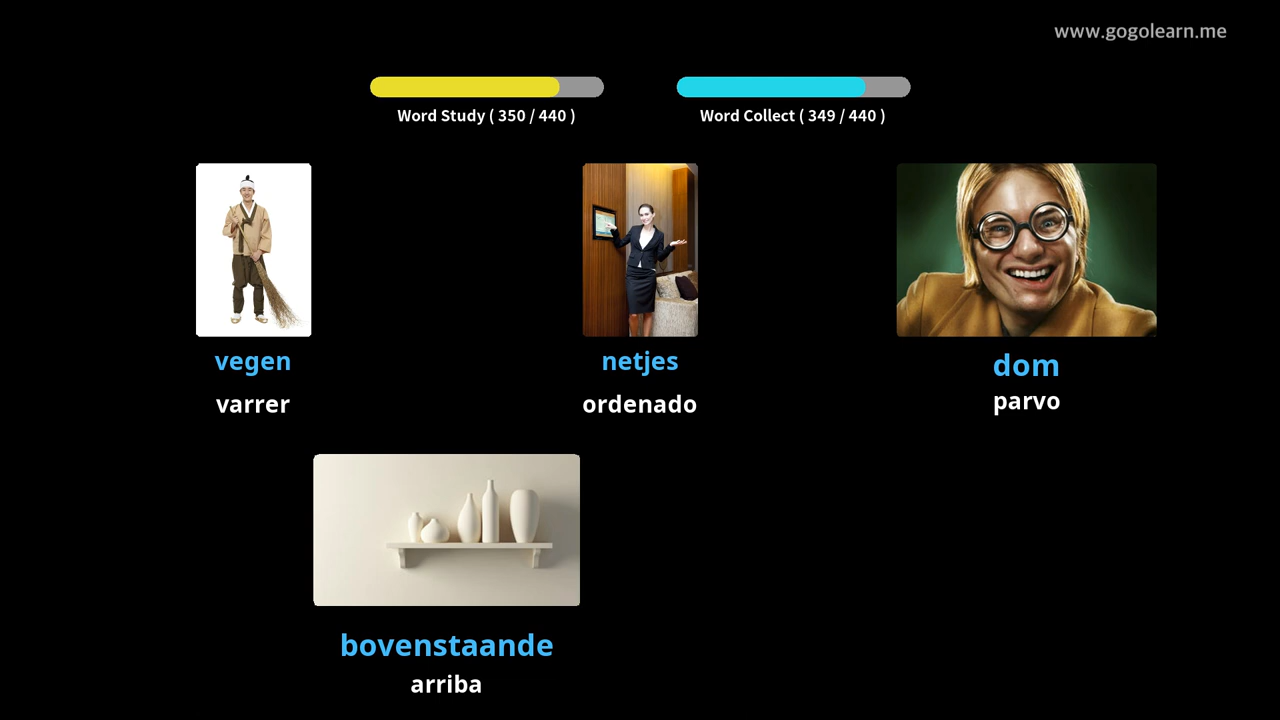 www.gogolearn.me
Word Study ( 350 / 440 )
Word Collect ( 349 / 440 )
vegen
varrer
netjes
ordenado
dom
parvo
bovenstaande
arriba